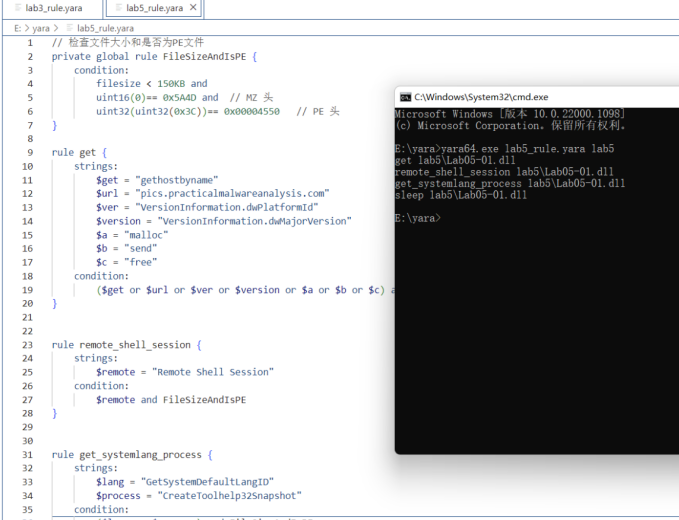 lab3_rule.yara
lab5_rule.yara
E: > yara > lab5_rule.yara
1 // 检查文件大小和是否为PE文件
2 private global rule FileSizeAndIsPE {
3 condition:
4 filesize < 150KB and
5 uint16(0)== 0x5A4D and // MZ 头
6 uint32(uint32(0x3C))== 0x00004550 // PE 头
7 }
8
9 rule get {
10 strings:
11 $get = "gethostbyname"
12 $url = "pics.practicalmalwareanalysis.com"
13 $ver = "VersionInformation.dwPlatformId"
14 $version = "VersionInformation.dwMajorVersion"
15 $a = "malloc"
16 $b = "send"
17 $c = "free"
18 condition:
19 ($get or $url or $ver or $version or $a or $b or $c) a
20 }
21
22
23 rule remote_shell_session {
24 strings:
25 $remote = "Remote Shell Session"
26 condition:
27 $remote and FileSizeAndIsPE
28 }
29
30
31 rule get_systemlang_process {
32 strings:
33 $lang = "GetSystemDefaultLangID"
34 $process = "CreateToolhelp32Snapshot"
35 condition:
C:\Windows\System32\cmd.exe
Microsoft Windows [版本 10.0.22000.1098]
(c) Microsoft Corporation。保留所有权利。
E:\yara>yara64.exe lab5_rule.yara lab5
get lab5\Lab05-01.dll
remote_shell_session lab5\Lab05-01.dll
get_systemlang_process lab5\Lab05-01.dll
sleep lab5\Lab05-01.dll
E:\yara>